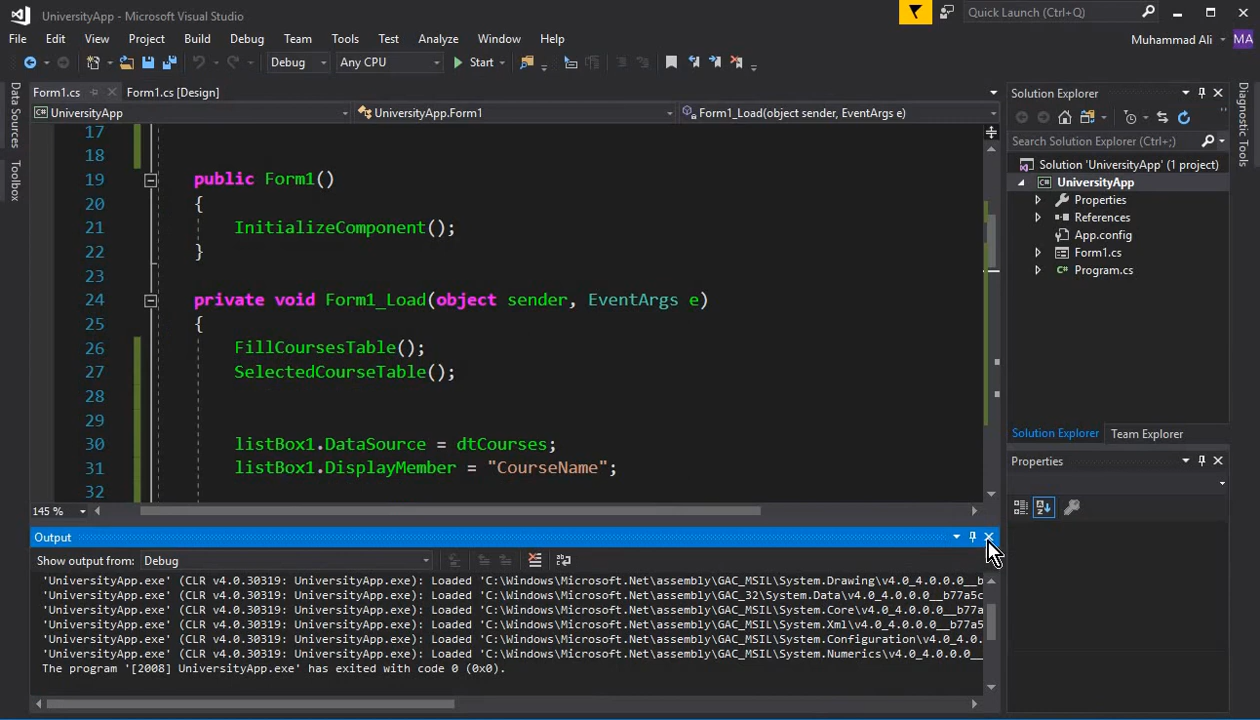 UniversityApp - Microsoft Visual Studio
Quick Launch (Ctrl+Q)
File Edit View Project Build Debug Team Tools Test Analyze Window Help
Muhammad Ali MA
Debug Any CPU Start
Form1.cs Form1.cs [Design]
UniversityApp UniversityApp.Form1 Form1_Load(object sender, EventArgs e)
Data Sources
Toolbox
17
18
19 public Form1()
20 {
21 InitializeComponent();
22 }
23
24 private void Form1_Load(object sender, EventArgs e)
25 {
26 FillCoursesTable();
27 SelectedCourseTable();
28
29
30 listBox1.DataSource = dtCourses;
31 listBox1.DisplayMember = "CourseName";
32
145 %
Output
Show output from: Debug
'UniversityApp.exe' (CLR v4.0.30319: UniversityApp.exe): Loaded 'C:\Windows\Microsoft.Net\assembly\GAC_MSIL\System.Drawing\v4.0_4.0.0.0__b
'UniversityApp.exe' (CLR v4.0.30319: UniversityApp.exe): Loaded 'C:\Windows\Microsoft.Net\assembly\GAC_32\System.Data\v4.0_4.0.0.0__b77a5c
'UniversityApp.exe' (CLR v4.0.30319: UniversityApp.exe): Loaded 'C:\Windows\Microsoft.Net\assembly\GAC_MSIL\System.Core\v4.0_4.0.0.0__b77a
'UniversityApp.exe' (CLR v4.0.30319: UniversityApp.exe): Loaded 'C:\Windows\Microsoft.Net\assembly\GAC_MSIL\System.Xml\v4.0_4.0.0.0__b77a5
'UniversityApp.exe' (CLR v4.0.30319: UniversityApp.exe): Loaded 'C:\Windows\Microsoft.Net\assembly\GAC_MSIL\System.Configuration\v4.0_4.0.
'UniversityApp.exe' (CLR v4.0.30319: UniversityApp.exe): Loaded 'C:\Windows\Microsoft.Net\assembly\GAC_MSIL\System.Numerics\v4.0_4.0.0.0__
The program '[2008] UniversityApp.exe' has exited with code 0 (0x0).
Solution Explorer
Search Solution Explorer (Ctrl+;)
Solution 'UniversityApp' (1 project)
UniversityApp
Properties
References
App.config
Form1.cs
Program.cs
Solution Explorer Team Explorer
Properties
Diagnostic Tools